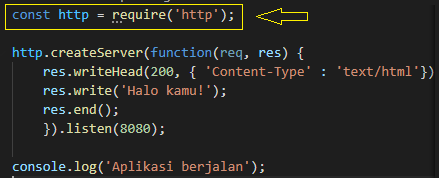 const http = require('http');
http.createServer(function(req, res) {
res.writeHead(200, { 'Content-Type' : 'text/html'})
res.write('Halo kamu!');
res.end();
}).listen(8080);
console.log('Aplikasi berjalan');